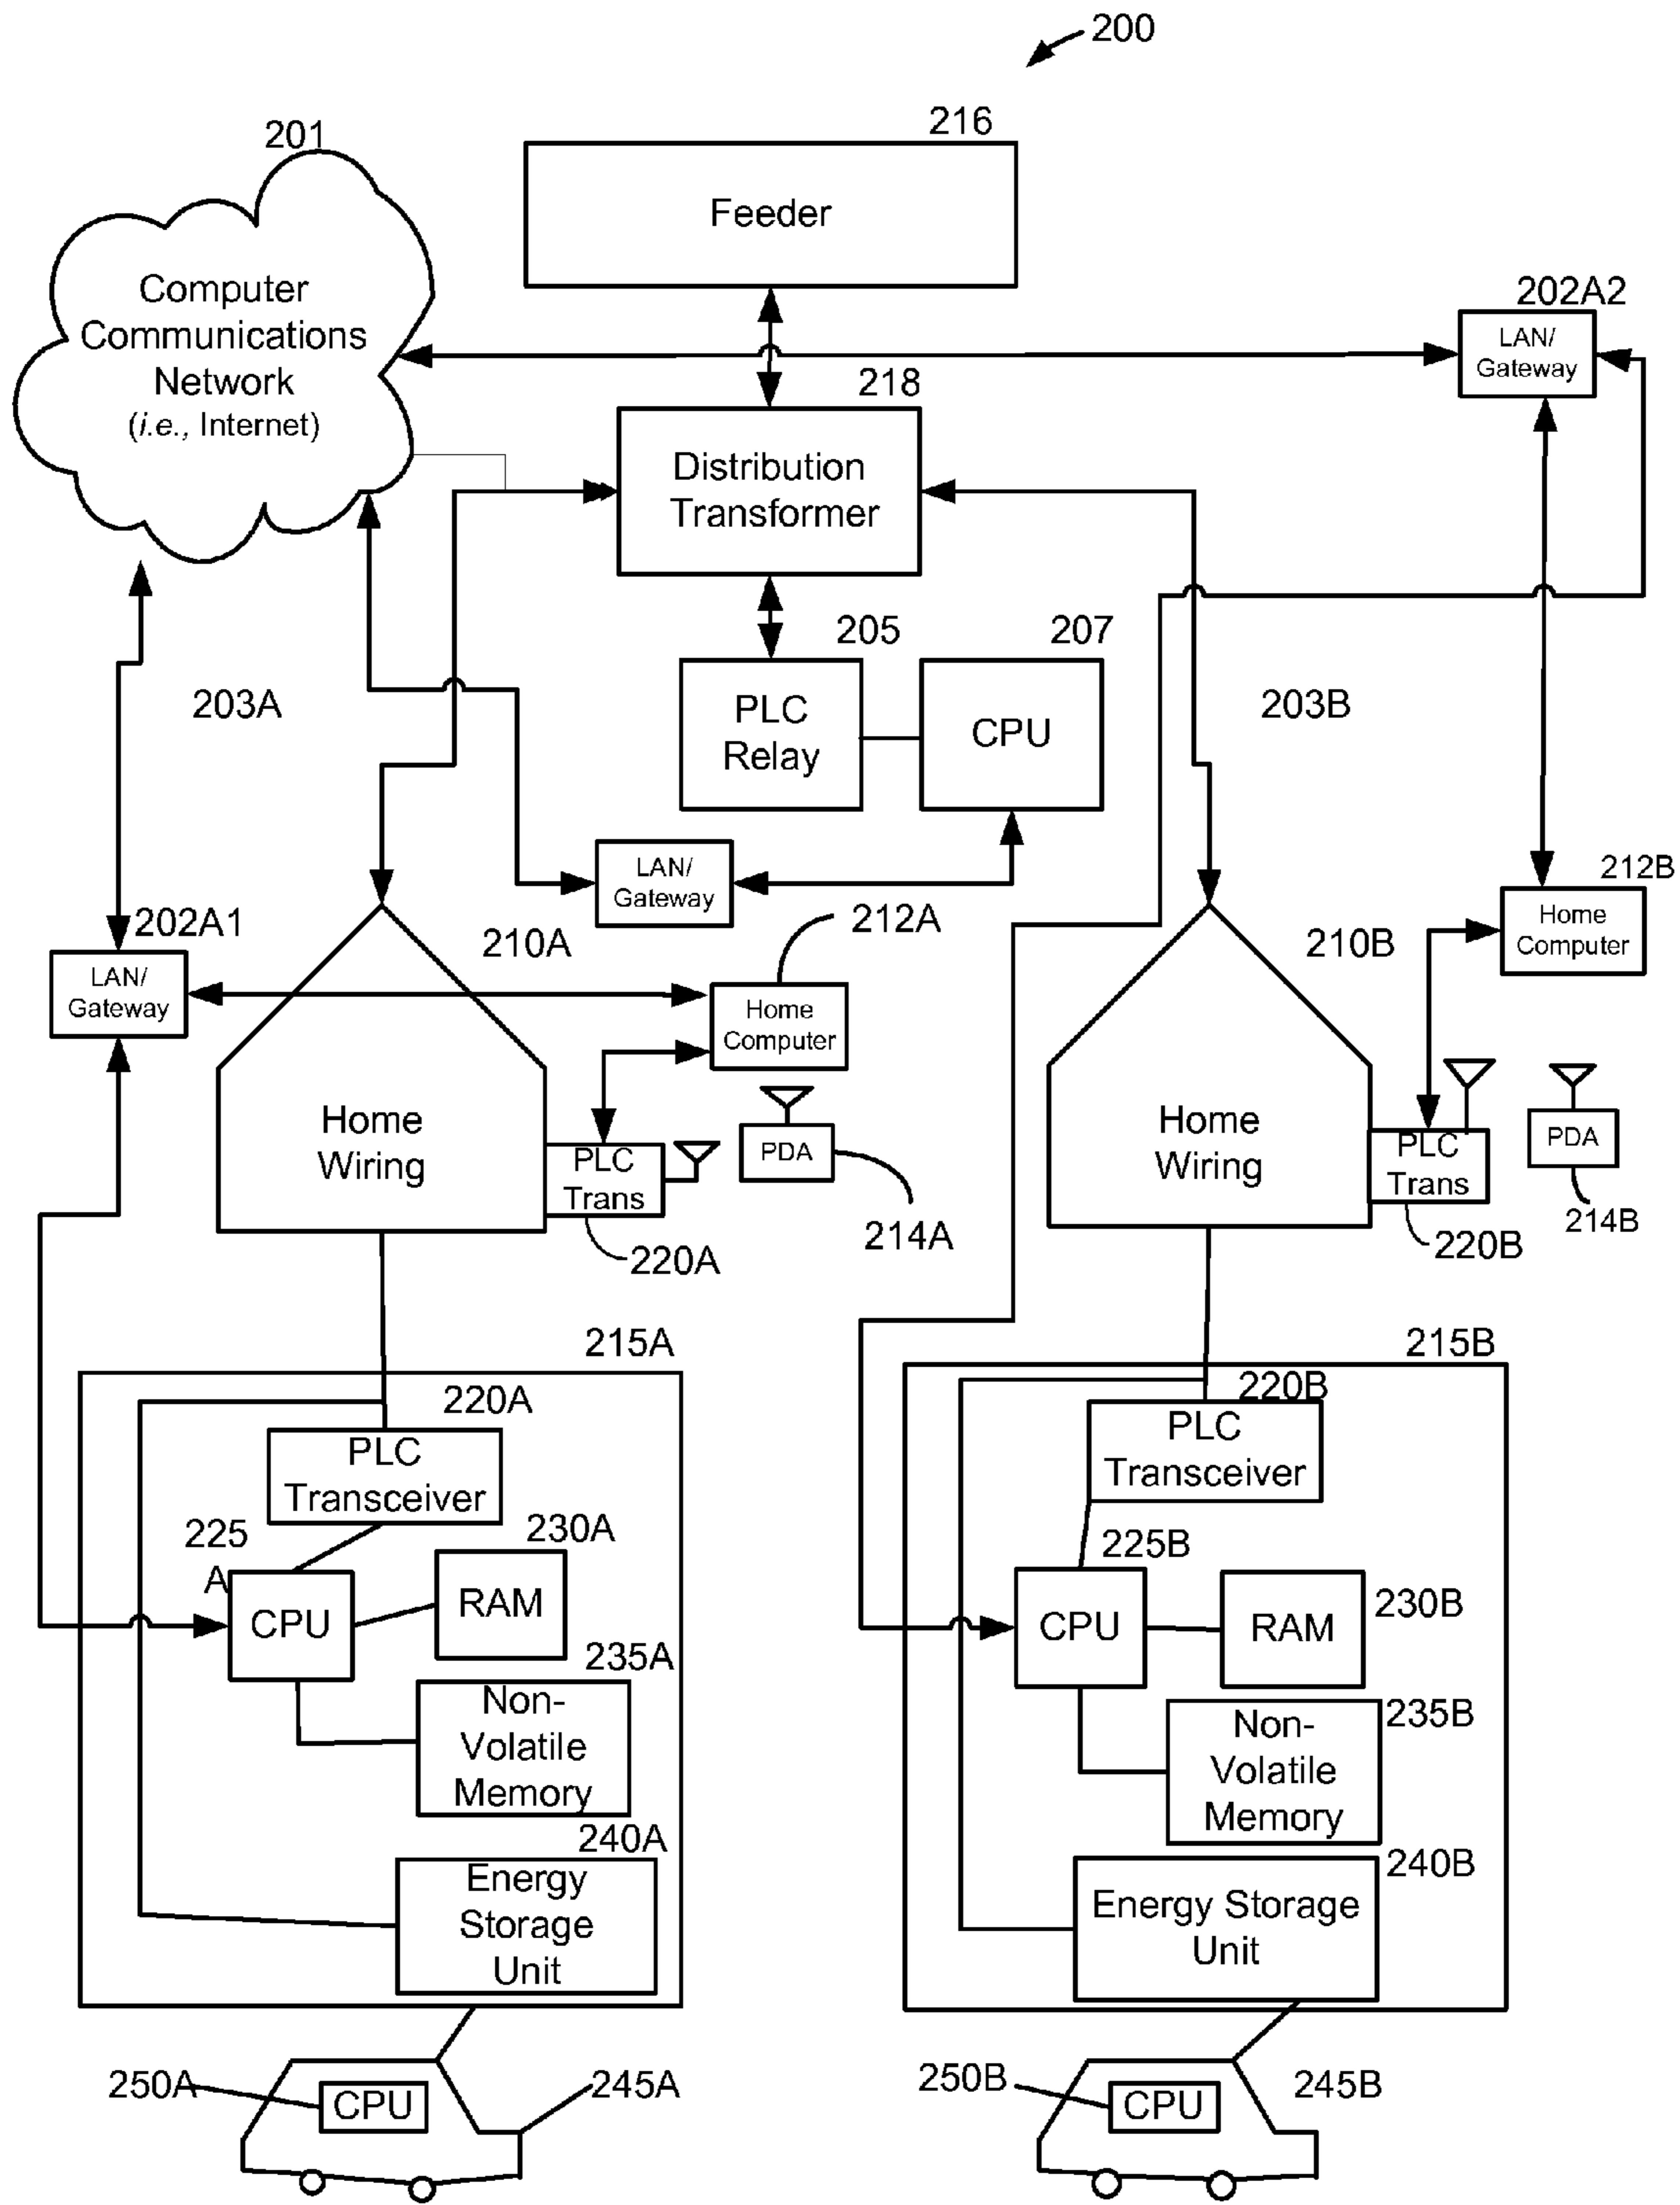 200
201
216
Feeder
Computer
Communications
Network
(i.e., Internet)
202A2
LAN/
Gateway
218
Distribution
Transformer
205
207
203A
PLC
Relay
CPU
203B
LAN/
Gateway
212B
Home
Computer
202A1
LAN/
Gateway
210A
212A
210B
Home
Computer
Home
Wiring
PLC
Trans
PDA
214A
220A
Home
Wiring
PLC
Trans
PDA
214B
220B
215A
215B
220A
PLC
Transceiver
220B
PLC
Transceiver
225
A
CPU
230A
RAM
225B
CPU
RAM
230B
235A
Non-
Volatile
Memory
Non-
Volatile
Memory
235B
240A
Energy
Storage
Unit
Energy Storage
Unit
240B
250A
CPU
245A
250B
CPU
245B